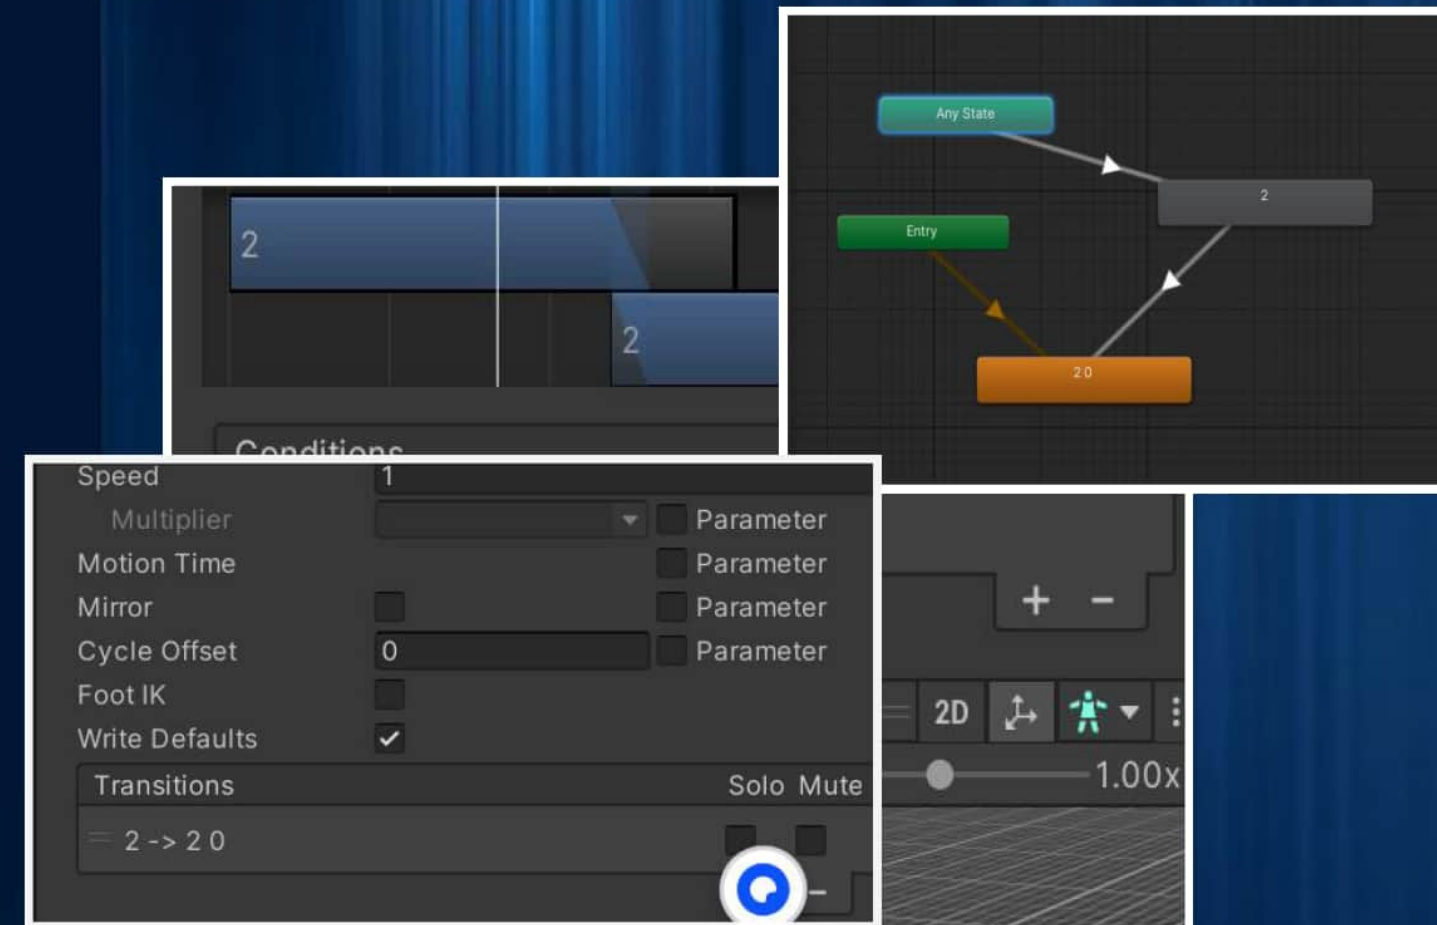 Any State
2
Entry
2 0
2
2
Conditions
Speed 1
Multiplier Parameter
Motion Time Parameter
Mirror Parameter
Cycle Offset 0 Parameter
Foot IK
Write Defaults
Transitions Solo Mute
2 -> 2 0
+ -
2D
1.00x